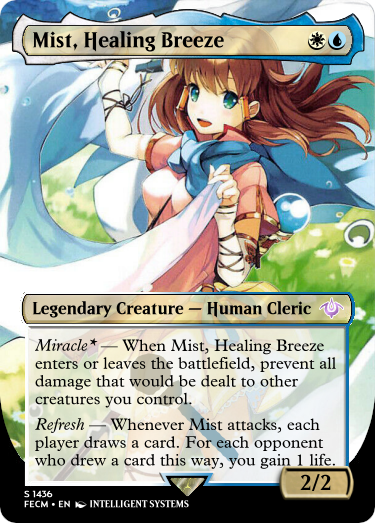 Mist, Healing Breeze
Legendary Creature — Human Cleric
Miracle* — When Mist, Healing Breeze
enters or leaves the battlefield, prevent all
damage that would be dealt to other
creatures you control.
Refresh — Whenever Mist attacks, each
player draws a card. For each opponent
who drew a card this way, you gain 1 life.
2/2
S 1436
FECM • EN INTELLIGENT SYSTEMS